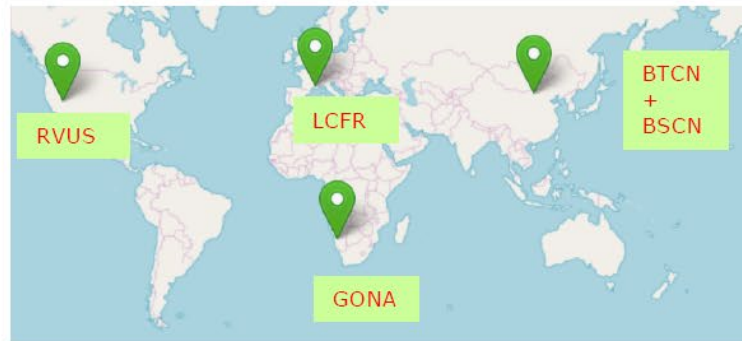 RVUS
LCFR
BTCN
+
BSCN
GONA